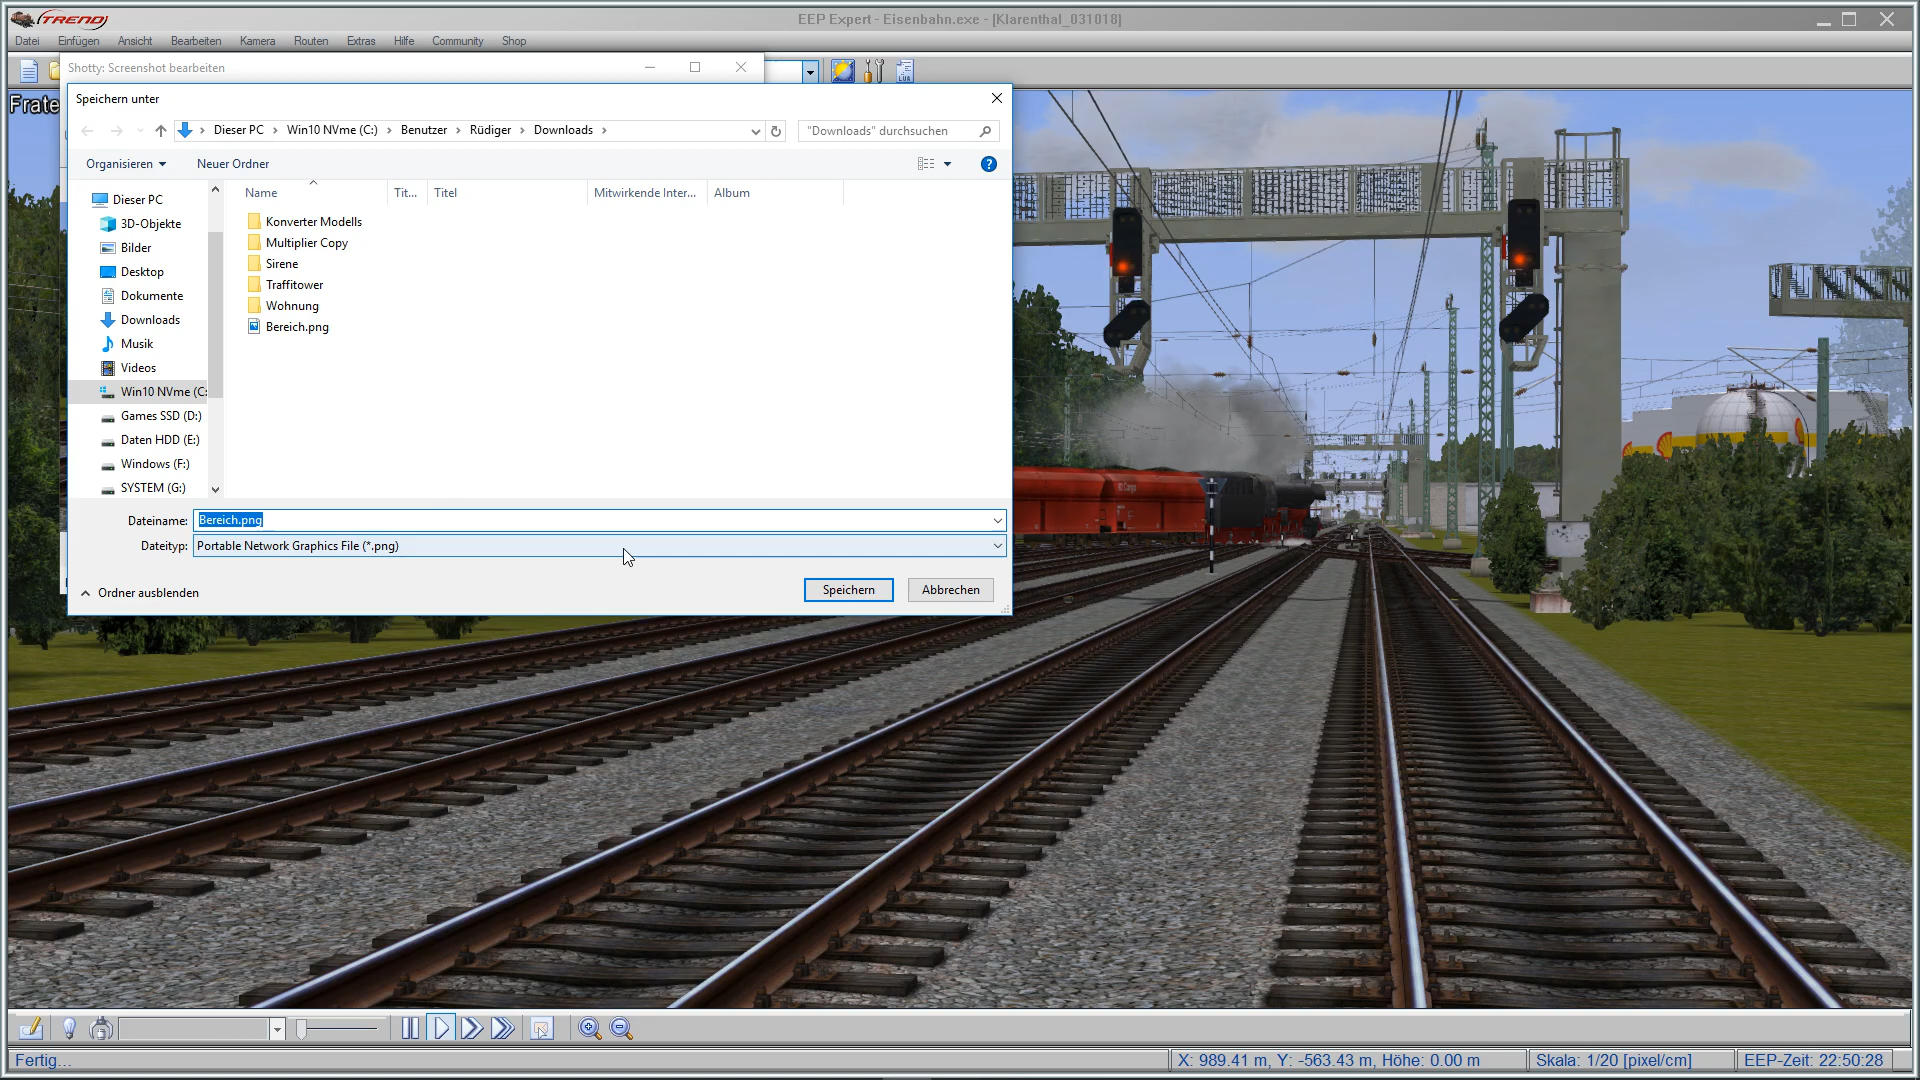 TREND
EEP Expert - Eisenbahn.exe - [Klarenthal_031018]
Datei Einfügen Ansicht Bearbeiten Kamera Routen Extras Hilfe Community Shop
Shotty: Screenshot bearbeiten
LUA
Frate
Speichern unter
Dieser PC > Win10 NVme (C:) > Benutzer > Rüdiger > Downloads >
"Downloads" durchsuchen
Organisieren
Neuer Ordner
?
Name Tit... Titel Mitwirkende Inter... Album
Dieser PC
3D-Objekte
Bilder
Desktop
Dokumente
Downloads
Musik
Videos
Win10 NVme (C:
Games SSD (D:)
Daten HDD (E:)
Windows (F:)
SYSTEM (G:)
Konverter Modells
Multiplier Copy
Sirene
Traffitower
Wohnung
Bereich.png
Dateiname: Bereich.png
Dateityp: Portable Network Graphics File (*.png)
Ordner ausblenden
Speichern
Abbrechen
Fertig...
X: 989.41 m, Y: -563.43 m, Höhe: 0.00 m
Skala: 1/20 [pixel/cm]
EEP-Zeit: 22:50:28